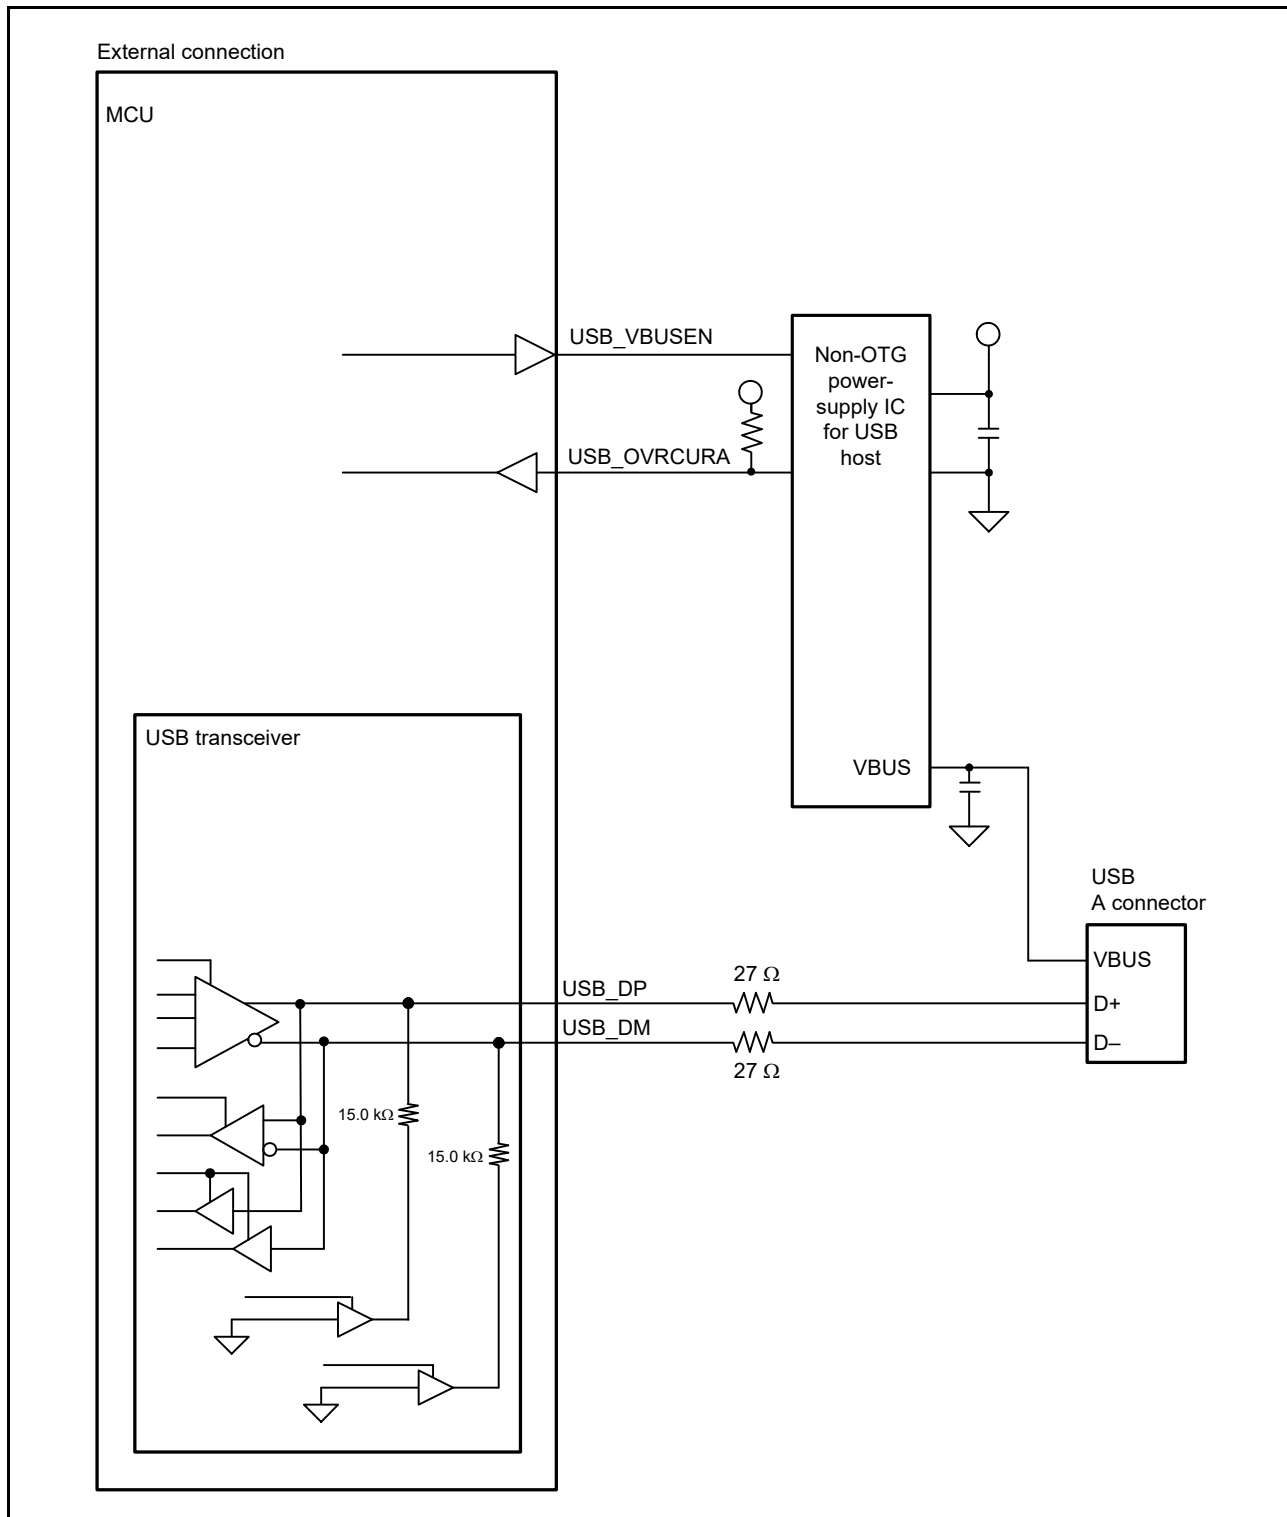 External connection
MCU
USB_VBUSEN
Non-OTG
power-
supply IC
for USB
host
USB_OVRCURA
USB transceiver
VBUS
USB
A connector
VBUS
27 Ω
USB_DP
D+
USB_DM
D–
27 Ω
15.0 kΩ
15.0 kΩ